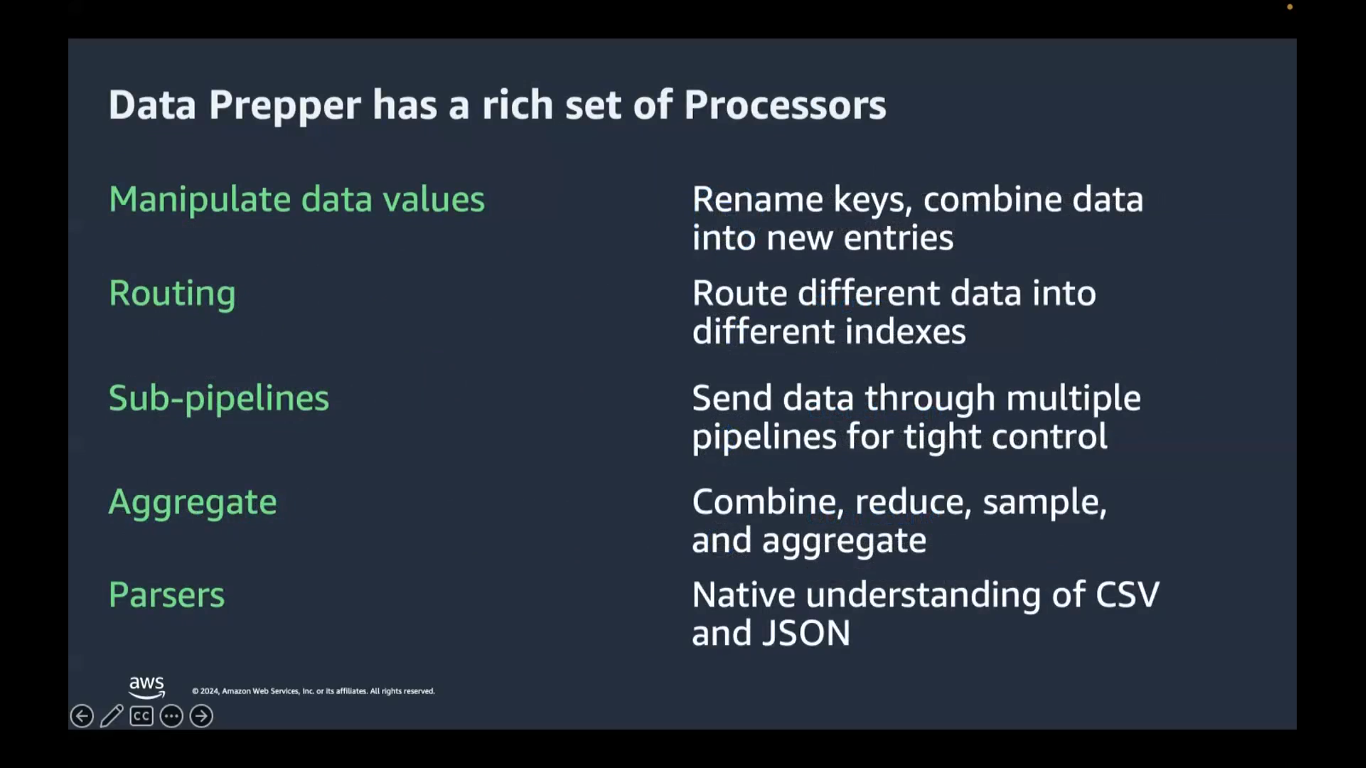 Data Prepper has a rich set of Processors
Manipulate data values
Rename keys, combine data
into new entries
Routing
Route different data into
different indexes
Sub-pipelines
Send data through multiple
pipelines for tight control
Aggregate
Combine, reduce, sample,
and aggregate
Parsers
Native understanding of CSV
and JSON
aws
© 2024, Amazon Web Services, Inc. or its affiliates. All rights reserved.
CC